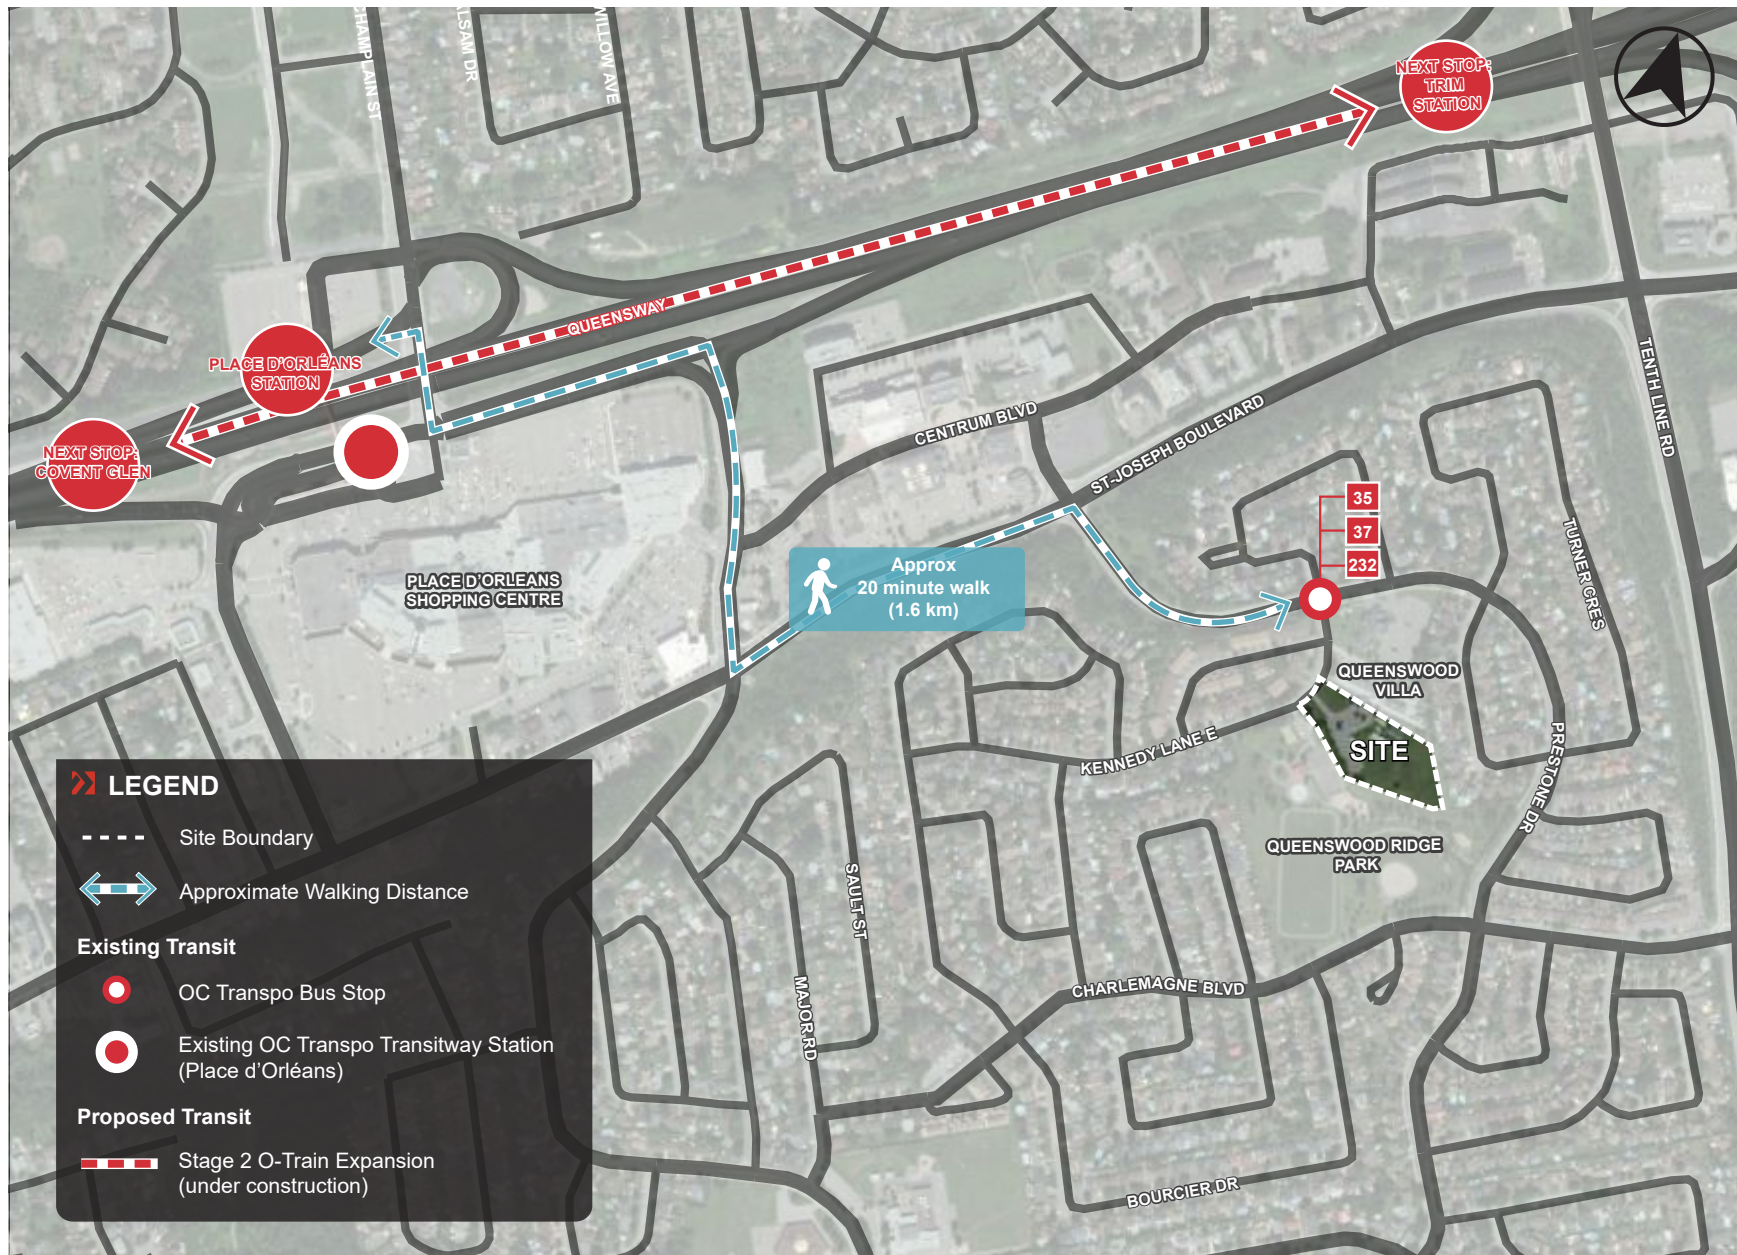 CHAMPLAIN ST
ALSAM DR
WILLOW AVE
NEXT STOP:
TRIM
STATION
QUEENSWAY
PLACE D'ORLÉANS
STATION
NEXT STOP:
COVENT GLEN
TENTH LINE RD
CENTRUM BLVD
ST-JOSEPH BOULEVARD
35
37
232
TURNER CRES
PLACE D'ORLEANS
SHOPPING CENTRE
Approx
20 minute walk
(1.6 km)
QUEENSWOOD
VILLA
KENNEDY LANE E
SITE
PRESTONE DR
QUEENSWOOD RIDGE
PARK
SAULT ST
MAJOR RD
CHARLEMAGNE BLVD
BOURCIER DR
LEGEND
Site Boundary
Approximate Walking Distance
Existing Transit
OC Transpo Bus Stop
Existing OC Transpo Transitway Station
(Place d'Orléans)
Proposed Transit
Stage 2 O-Train Expansion
(under construction)